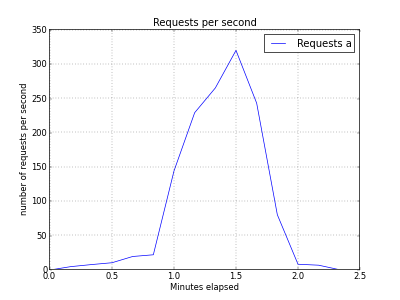 Requests per second
Requests a
350
300
250
200
150
100
50
0
number of requests per second
0.0 0.5 1.0 1.5 2.0 2.5
Minutes elapsed